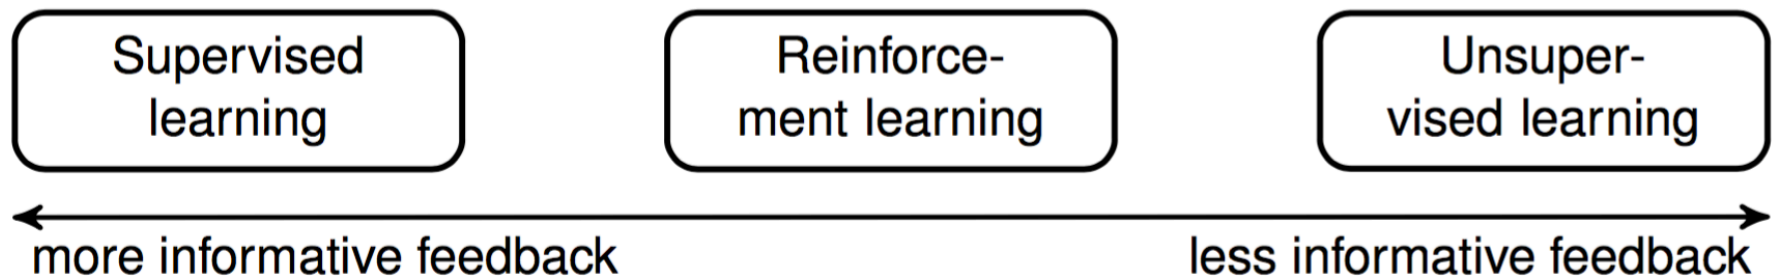 Supervised
learning
Reinforce-
ment learning
Unsuper-
vised learning
more informative feedback
less informative feedback